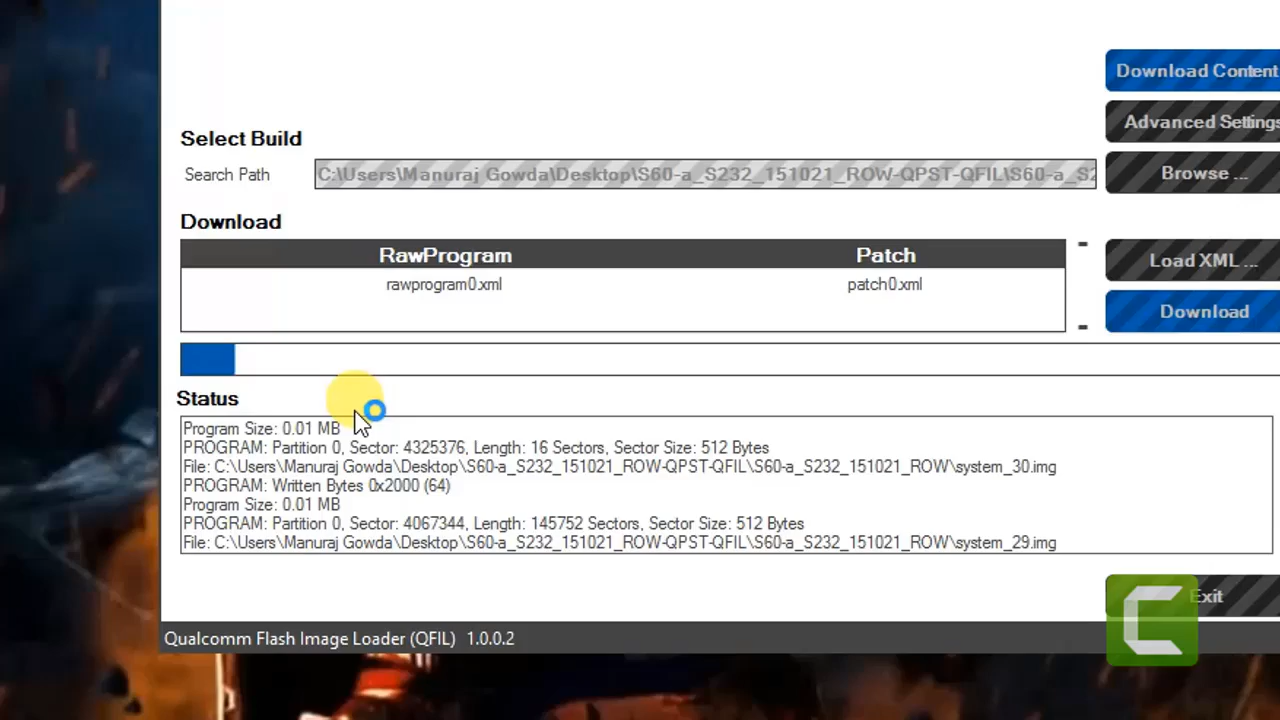 Download Content
Select Build
Advanced Settings
Search Path
C:\Users\Manuraj Gowda\Desktop\S60-a_S232_151021_ROW-QPST-QFIL\S60-a_S2
Browse ...
Download
RawProgram Patch
Load XML ...
rawprogram0.xml patch0.xml
Download
Status
Program Size: 0.01 MB
PROGRAM: Partition 0, Sector: 4325376, Length: 16 Sectors, Sector Size: 512 Bytes
File: C:\Users\Manuraj Gowda\Desktop\S60-a_S232_151021_ROW-QPST-QFIL\S60-a_S232_151021_ROW\system_30.img
PROGRAM: Written Bytes 0x2000 (64)
Program Size: 0.01 MB
PROGRAM: Partition 0, Sector: 4067344, Length: 145752 Sectors, Sector Size: 512 Bytes
File: C:\Users\Manuraj Gowda\Desktop\S60-a_S232_151021_ROW-QPST-QFIL\S60-a_S232_151021_ROW\system_29.img
Exit
Qualcomm Flash Image Loader (QFIL) 1.0.0.2